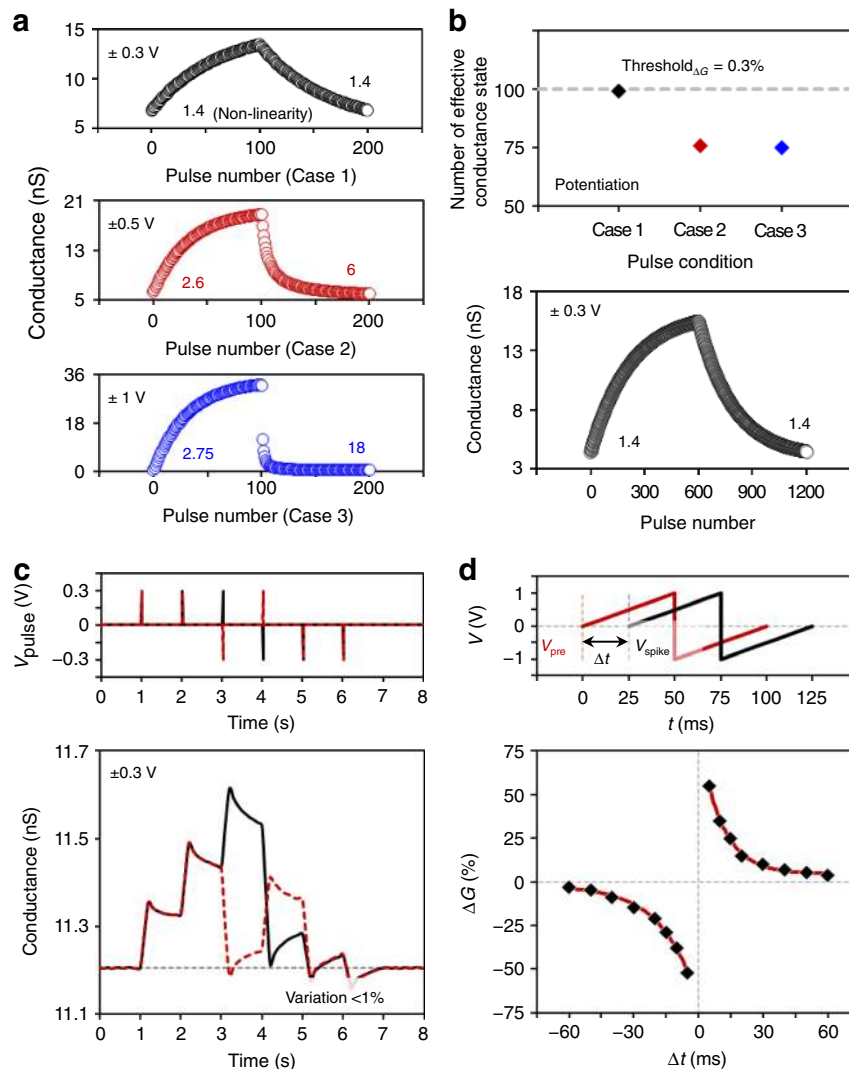 a
15
10
5
± 0.3 V
1.4
1.4 (Non-linearity)
0 100 200
Pulse number (Case 1)
Conductance (nS)
21
13
5
±0.5 V
2.6
6
0 100 200
Pulse number (Case 2)
36
18
0
± 1 V
2.75
18
0 100 200
Pulse number (Case 3)
b
Number of effective
conductance state
100
75
50
Threshold ΔG = 0.3%
Potentiation
Case 1 Case 2 Case 3
Pulse condition
Conductance (nS)
18
13
8
3
± 0.3 V
1.4
1.4
0 300 600 900 1200
Pulse number
c
Vpulse (V)
0.3
0
−0.3
0 1 2 3 4 5 6 7 8
Time (s)
Conductance (nS)
11.7
11.5
11.3
11.1
±0.3 V
Variation <1%
0 1 2 3 4 5 6 7 8
Time (s)
d
V (V)
1
0
−1
Vpre
Δt
Vspike
0 25 50 75 100 125
t (ms)
ΔG (%)
75
50
25
0
−25
−50
−75
−60 −30 0 30 60
Δt (ms)